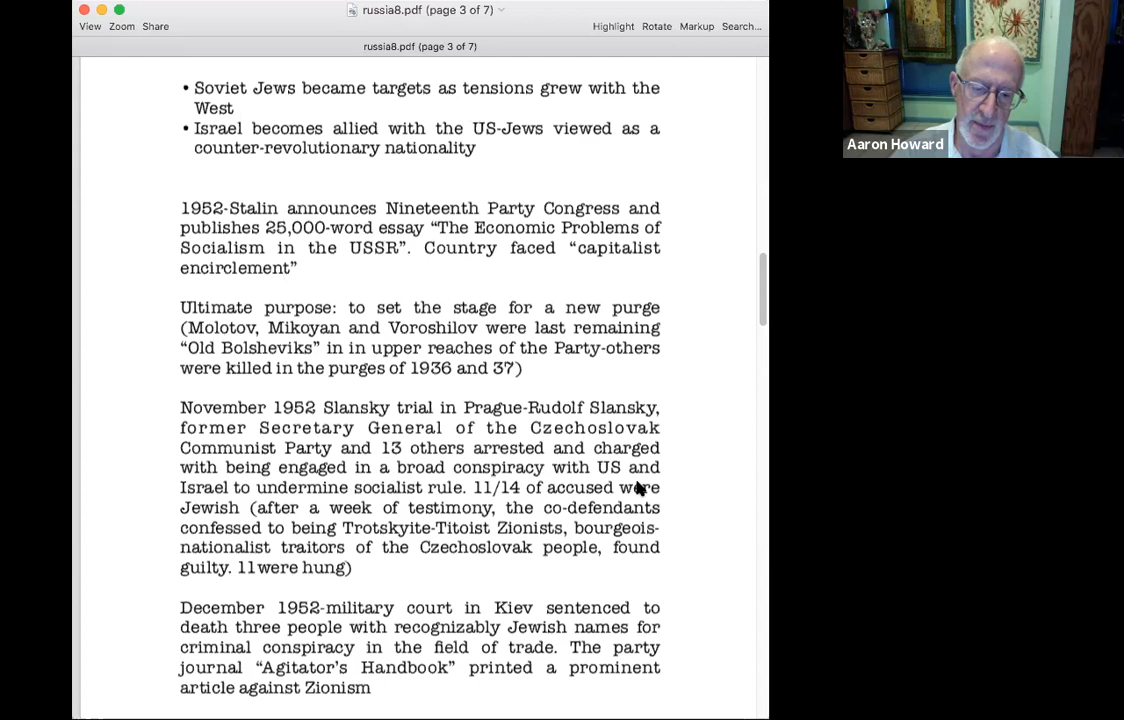 russia8.pdf (page 3 of 7)
View Zoom Share
Highlight Rotate Markup Search...
russia8.pdf (page 3 of 7)
• Soviet Jews became targets as tensions grew with the
West
• Israel becomes allied with the US-Jews viewed as a
counter-revolutionary nationality
1952-Stalin announces Nineteenth Party Congress and
publishes 25,000-word essay “The Economic Problems of
Socialism in the USSR”. Country faced “capitalist
encirclement”
Ultimate purpose: to set the stage for a new purge
(Molotov, Mikoyan and Voroshilov were last remaining
“Old Bolsheviks” in in upper reaches of the Party-others
were killed in the purges of 1936 and 37)
November 1952 Slansky trial in Prague-Rudolf Slansky,
former Secretary General of the Czechoslovak
Communist Party and 13 others arrested and charged
with being engaged in a broad conspiracy with US and
Israel to undermine socialist rule. 11/14 of accused were
Jewish (after a week of testimony, the co-defendants
confessed to being Trotskyite-Titoist Zionists, bourgeois-
nationalist traitors of the Czechoslovak people, found
guilty. 11were hung)
December 1952-military court in Kiev sentenced to
death three people with recognizably Jewish names for
criminal conspiracy in the field of trade. The party
journal “Agitator’s Handbook” printed a prominent
article against Zionism
Aaron Howard